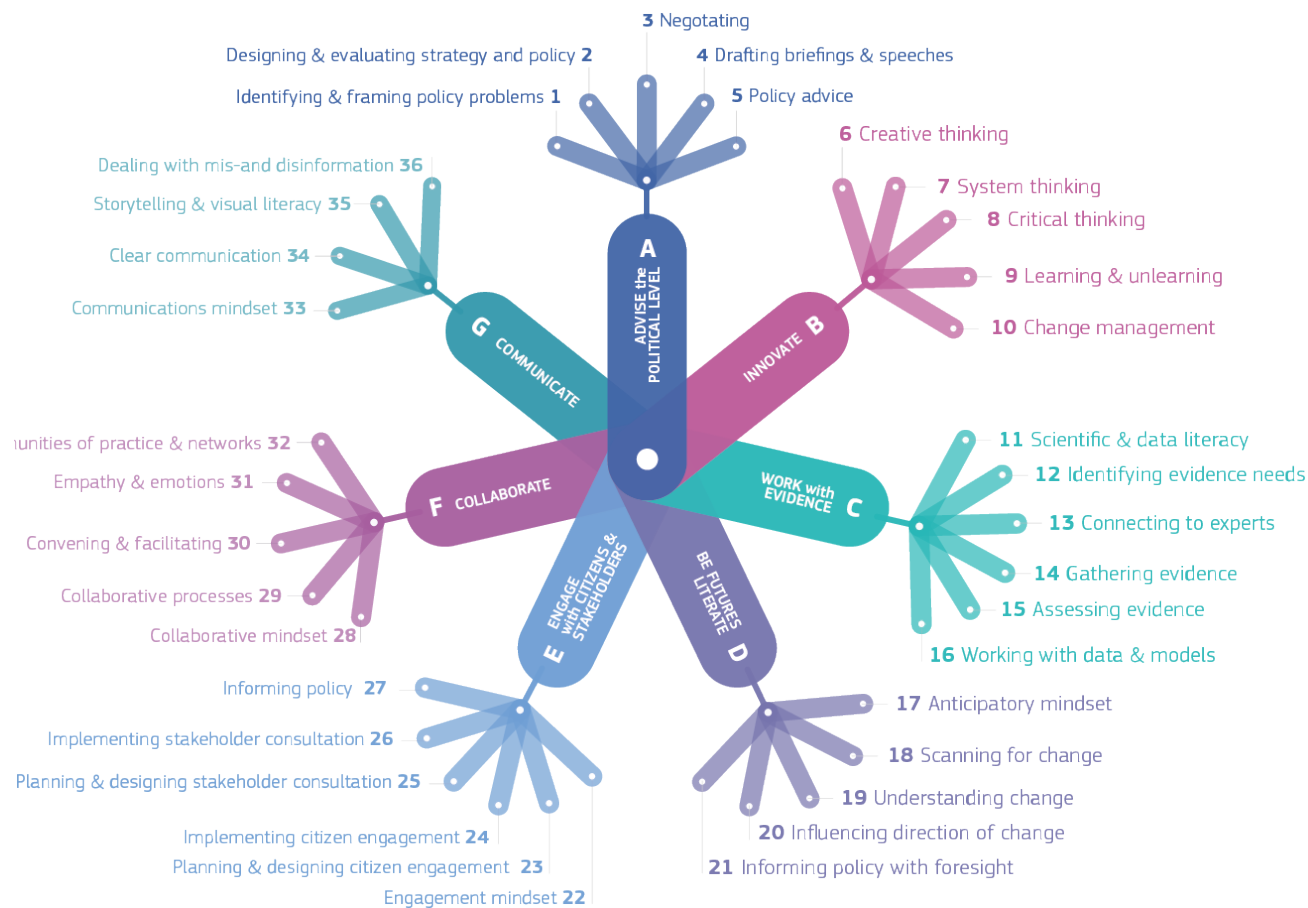 3 Negotating
Designing & evaluating strategy and policy 2
4 Drafting briefings & speeches
Identifying & framing policy problems 1
5 Policy advice
A
ADVISE the
POLITICAL LEVEL
6 Creative thinking
7 System thinking
8 Critical thinking
9 Learning & unlearning
10 Change management
B
INNOVATE
11 Scientific & data literacy
12 Identifying evidence needs
13 Connecting to experts
14 Gathering evidence
15 Assessing evidence
16 Working with data & models
WORK with
EVIDENCE
C
17 Anticipatory mindset
18 Scanning for change
19 Understanding change
20 Influencing direction of change
21 Informing policy with foresight
BE FUTURES
LITERATE
D
Informing policy 27
Implementing stakeholder consultation 26
Planning & designing stakeholder consultation 25
Implementing citizen engagement 24
Planning & designing citizen engagement 23
Engagement mindset 22
E
ENGAGE
with CITIZENS &
STAKEHOLDERS
of practice & networks 32
Empathy & emotions 31
Convening & facilitating 30
Collaborative processes 29
Collaborative mindset 28
F
COLLABORATE
Dealing with mis-and disinformation 36
Storytelling & visual literacy 35
Clear communication 34
Communications mindset 33
G
COMMUNICATE